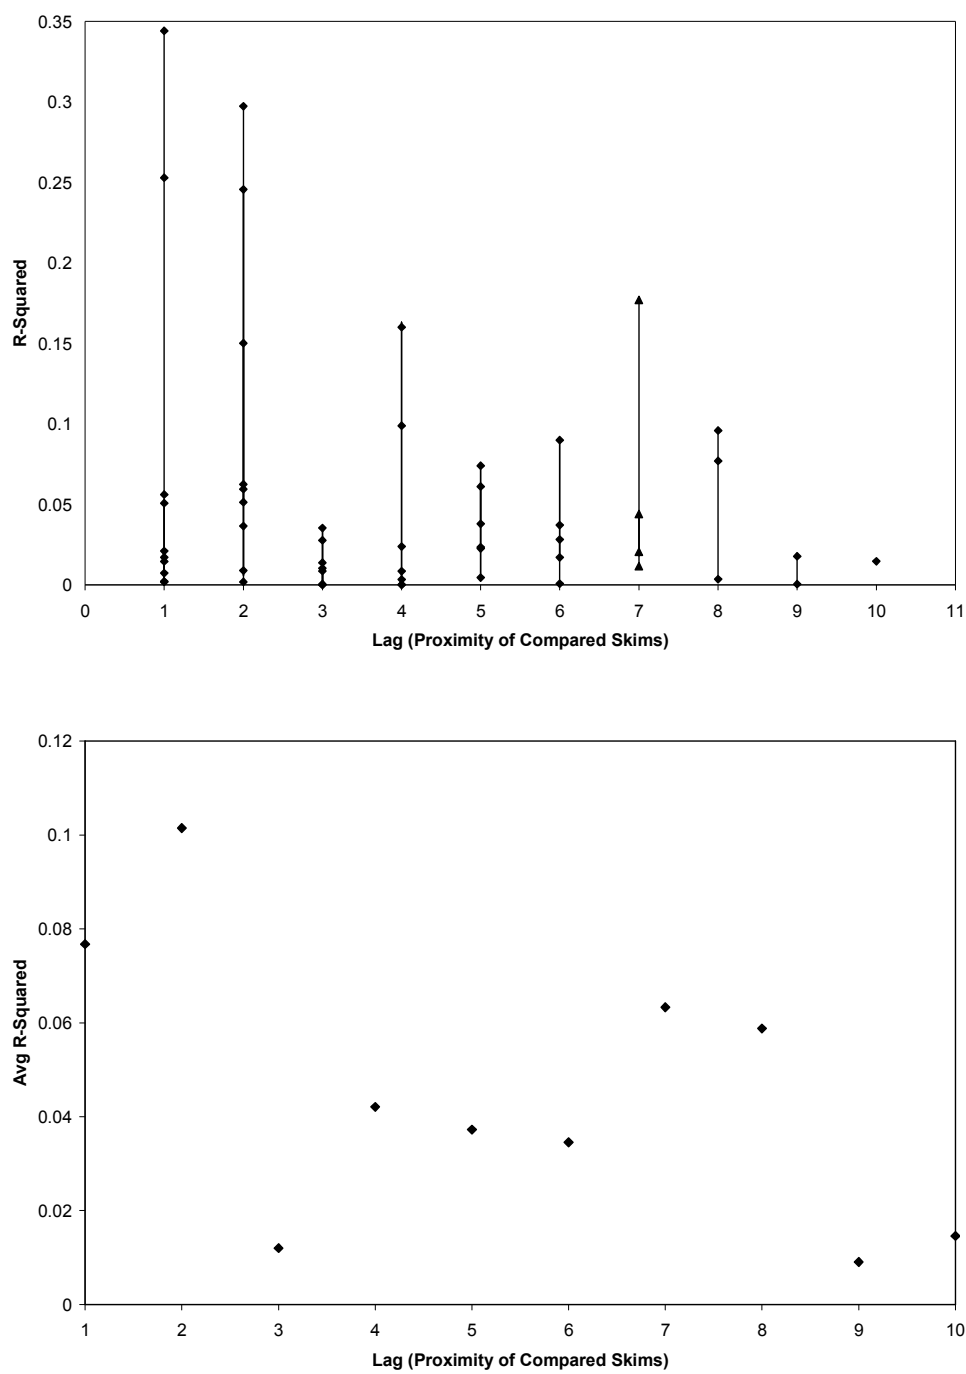 0.35
0.3
0.25
0.2
0.15
0.1
0.05
0
R-Squared
0 1 2 3 4 5 6 7 8 9 10 11
Lag (Proximity of Compared Skims)
0.12
0.1
0.08
0.06
0.04
0.02
0
Avg R-Squared
1 2 3 4 5 6 7 8 9 10
Lag (Proximity of Compared Skims)